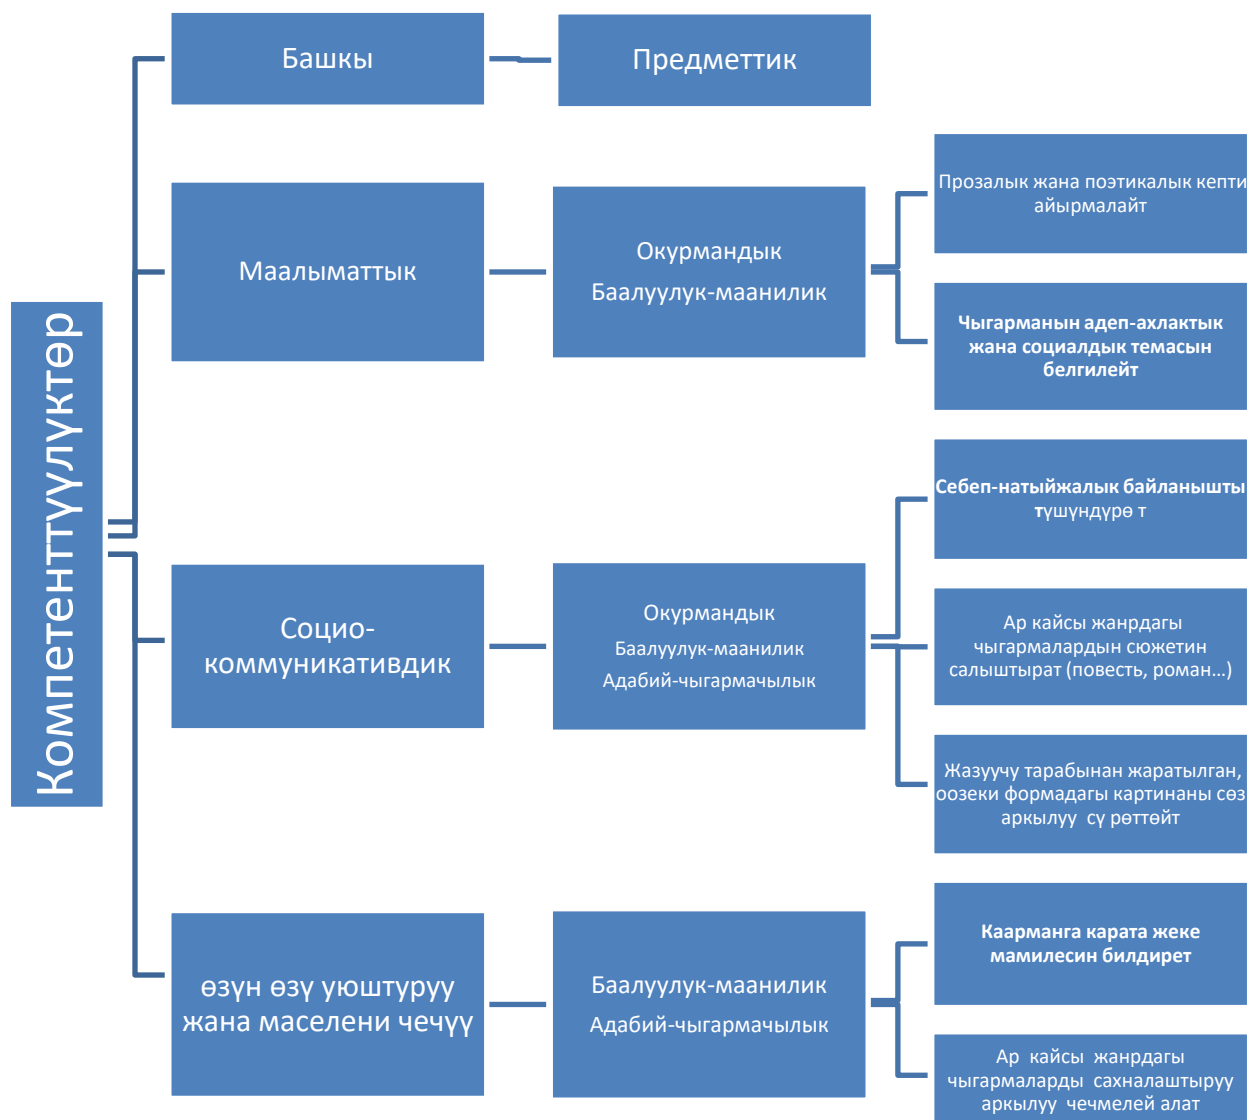 Компетенттүүлүктөр
Башкы
Предметтик
Маалыматтык
Окурмандык
Баалуулук-маанилик
Прозалык жана поэтикалык кепти
айырмалайт
Чыгарманын адеп-ахлактык
жана социалдык темасын
белгилейт
Социо-
коммуникативдик
Окурмандык
Баалуулук-маанилик
Адабий-чыгармачылык
Себеп-натыйжалык байланышты
түшүндүрө т
Ар кайсы жанрдагы
чыгармалардын сюжетин
салыштырат (повесть, роман...)
Жазуучу тарабынан жаратылган,
оозеки формадагы картинаны сөз
аркылуу сү рөттөйт
өзүн өзү уюштуруу
жана маселени чечүү
Баалуулук-маанилик
Адабий-чыгармачылык
Каарманга карата жеке
мамилесин билдирет
Ар кайсы жанрдагы
чыгармаларды сахналаштыруу
аркылуу чечмелей алат